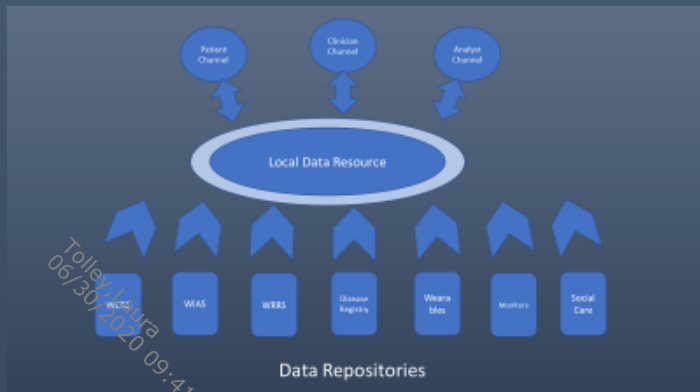 Patient
Channel
Clinician
Channel
Analyst
Channel
Local Data Resource
WIAS
WRRS
Disease
Registry
Weara
bles
Monitors
Social
Care
Data Repositories
Tolley, Laura
06/30/2020 09:41